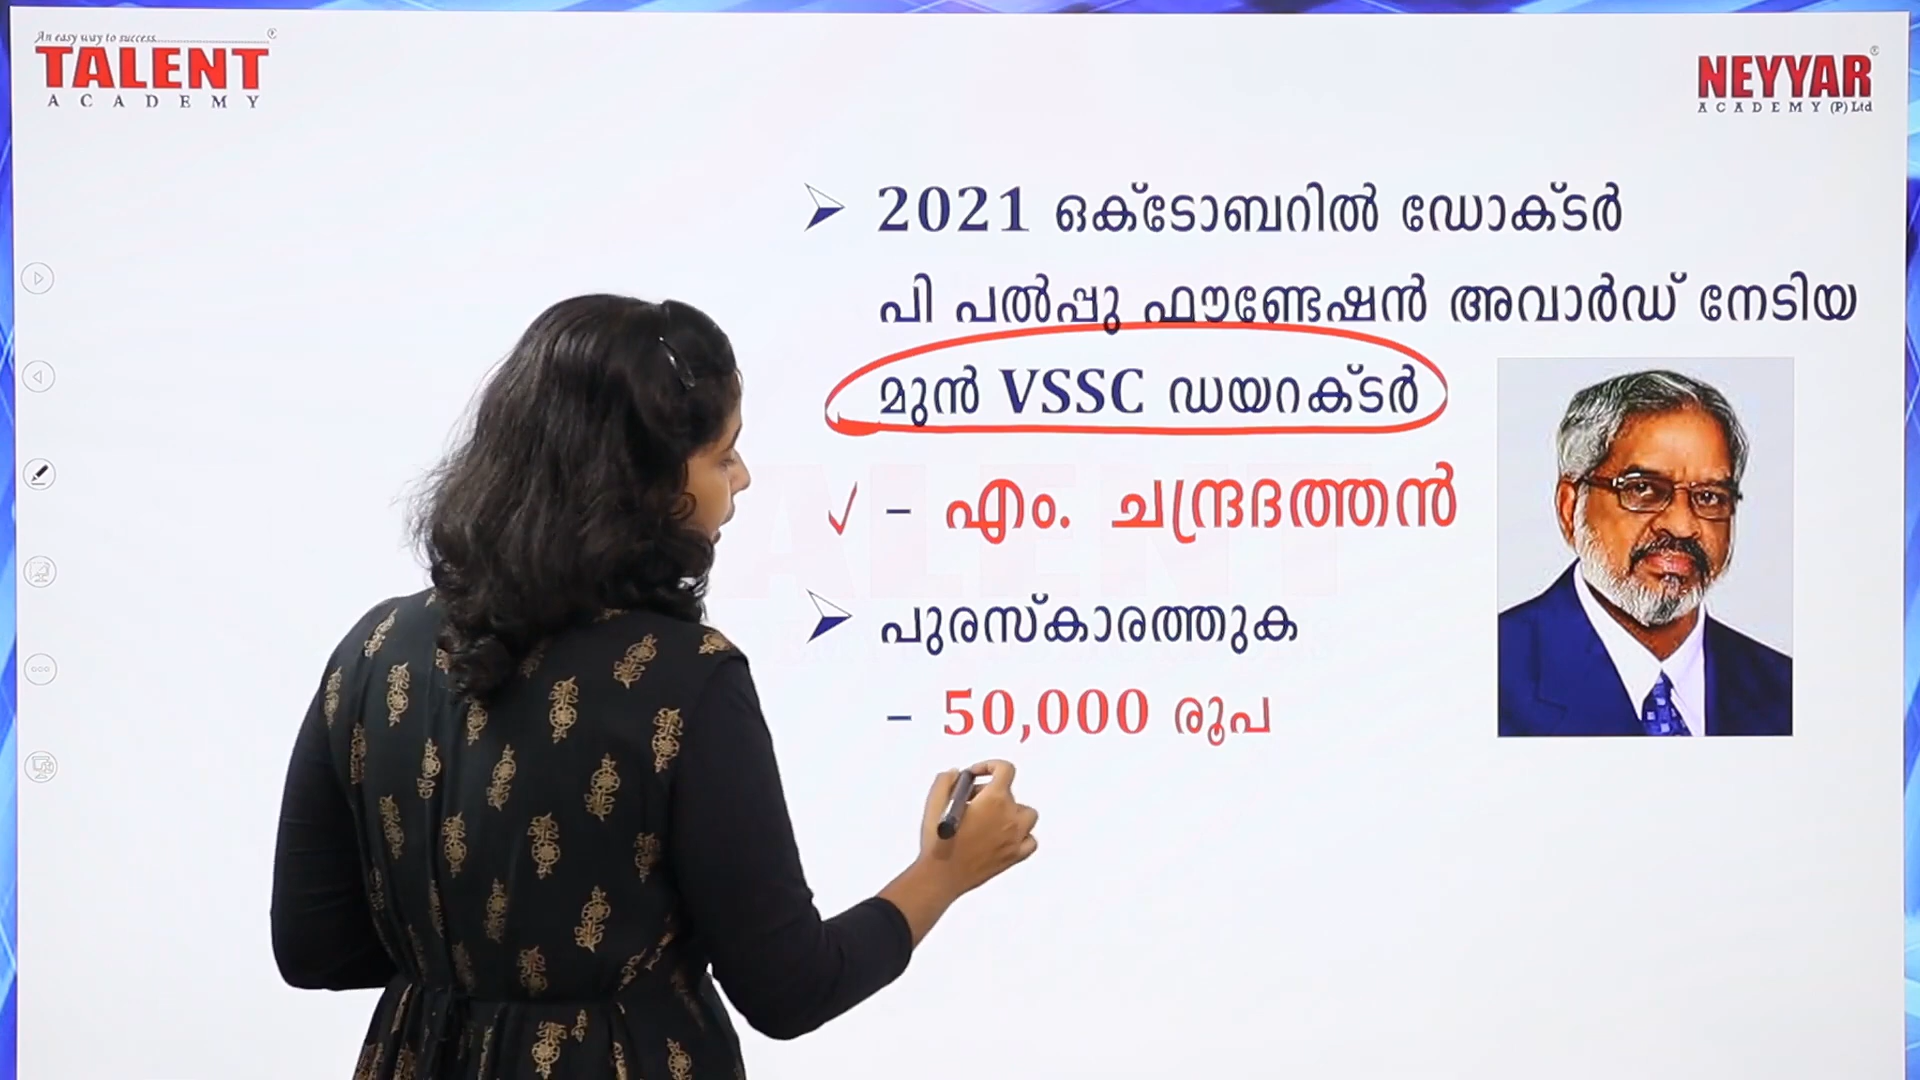 An easy way to success
TALENT
ACADEMY
NEYYAR
ACADEMY (P) Ltd
2021 ഒക്ടോബറിൽ ഡോക്ടർ
പി പൽപ്പു ഫൗണ്ടേഷൻ അവാർഡ് നേടിയ
മുൻ VSSC ഡയറക്ടർ
– എം. ചന്ദ്രദത്തൻ
പുരസ്കാരത്തുക
– 50,000 രൂപ